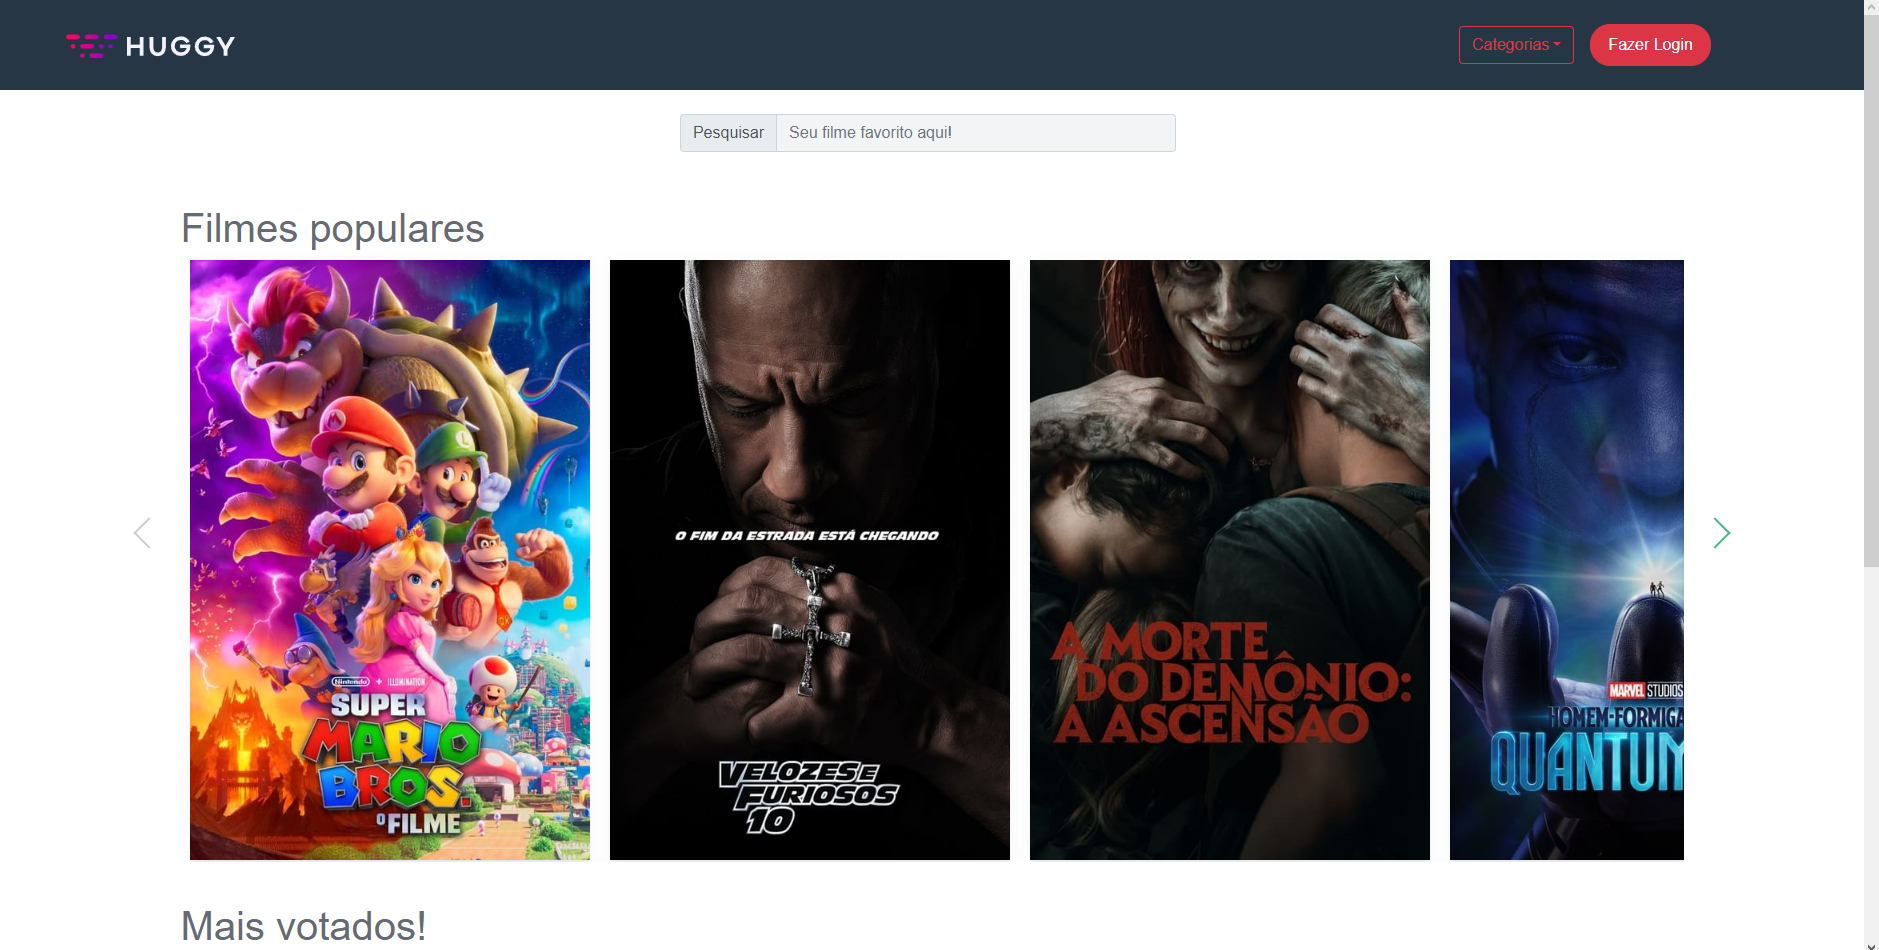 HUGGY
Categorias
Fazer Login
Pesquisar
Seu filme favorito aqui!
Filmes populares
L
Nintendo + ILLUMINATION
SUPER
MARIO
BROS.
O FILME
DK
O FIM DA ESTRADA ESTÁ CHEGANDO
VELOZES E
FURIOSOS
10
A MORTE
DO DEMÔNIO:
A ASCENSÃO
MARVEL STUDIOS
HOMEM-FORMIGA
QUANTUM
Mais votados!